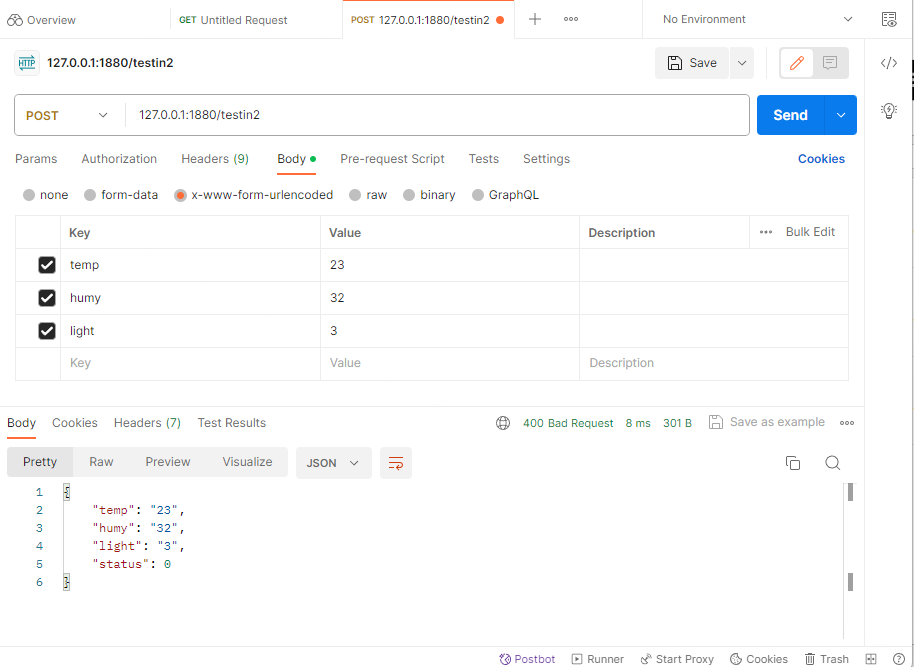 Overview GET Untitled Request POST 127.0.0.1:1880/testin2 No Environment
HTTP 127.0.0.1:1880/testin2 Save
POST 127.0.0.1:1880/testin2 Send
Params Authorization Headers (9) Body Pre-request Script Tests Settings Cookies
none form-data x-www-form-urlencoded raw binary GraphQL
Key Value Description Bulk Edit
temp 23
humy 32
light 3
Key Value Description
Body Cookies Headers (7) Test Results 400 Bad Request 8 ms 301 B Save as example
Pretty Raw Preview Visualize JSON
1 {
2 "temp": "23",
3 "humy": "32",
4 "light": "3",
5 "status": 0
6 }
Postbot Runner Start Proxy Cookies Trash